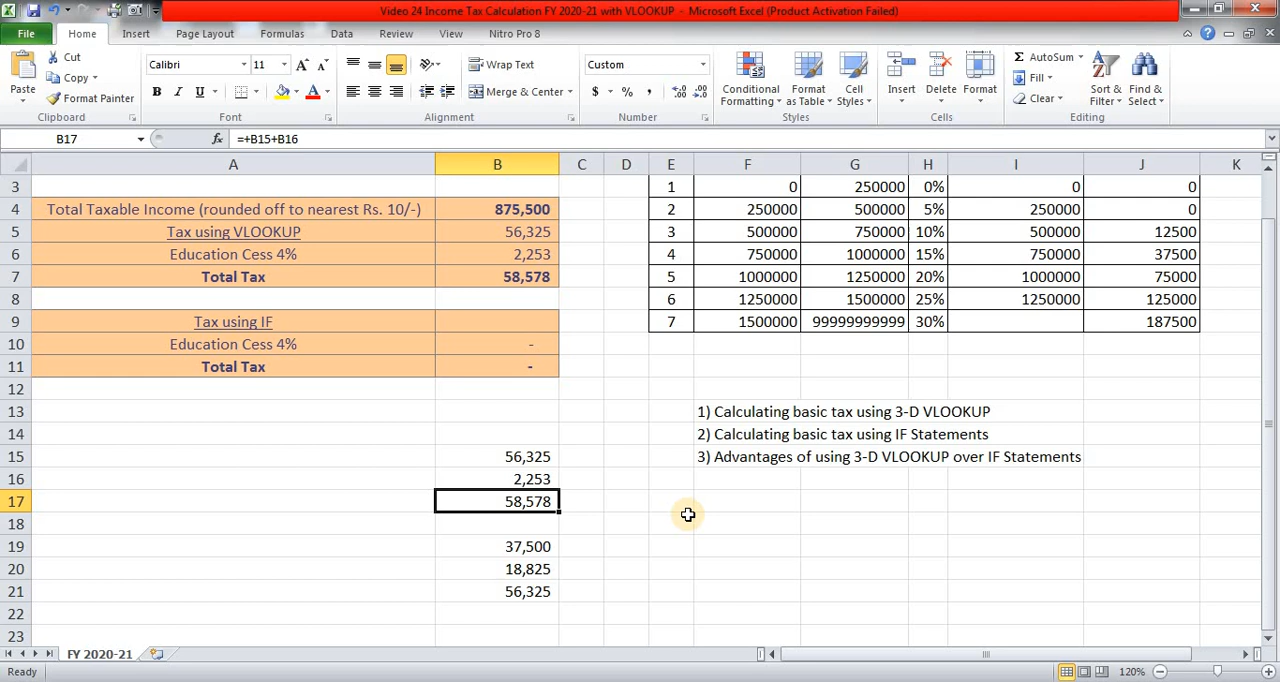 Video 24 Income Tax Calculation FY 2020-21 with VLOOKUP - Microsoft Excel (Product Activation Failed)
File Home Insert Page Layout Formulas Data Review View Nitro Pro 8
Paste
Cut
Copy
Format Painter
Clipboard
Calibri 11
B I U
Font
Wrap Text
Merge & Center
Alignment
Custom
$ % ,
Number
Conditional Formatting
Format as Table
Cell Styles
Styles
Insert Delete Format
Cells
Σ AutoSum
Fill
Clear
Sort & Filter
Find & Select
Editing
B17 fx =+B15+B16
A B C D E F G H I J K
3 1 0 250000 0% 0 0
4 Total Taxable Income (rounded off to nearest Rs. 10/-) 875,500 2 250000 500000 5% 250000 0
5 Tax using VLOOKUP 56,325 3 500000 750000 10% 500000 12500
6 Education Cess 4% 2,253 4 750000 1000000 15% 750000 37500
7 Total Tax 58,578 5 1000000 1250000 20% 1000000 75000
8 6 1250000 1500000 25% 1250000 125000
9 Tax using IF 7 1500000 99999999999 30% 187500
10 Education Cess 4% -
11 Total Tax -
12
13 1) Calculating basic tax using 3-D VLOOKUP
14 2) Calculating basic tax using IF Statements
15 56,325 3) Advantages of using 3-D VLOOKUP over IF Statements
16 2,253
17 58,578
18
19 37,500
20 18,825
21 56,325
22
23
FY 2020-21
Ready 120%